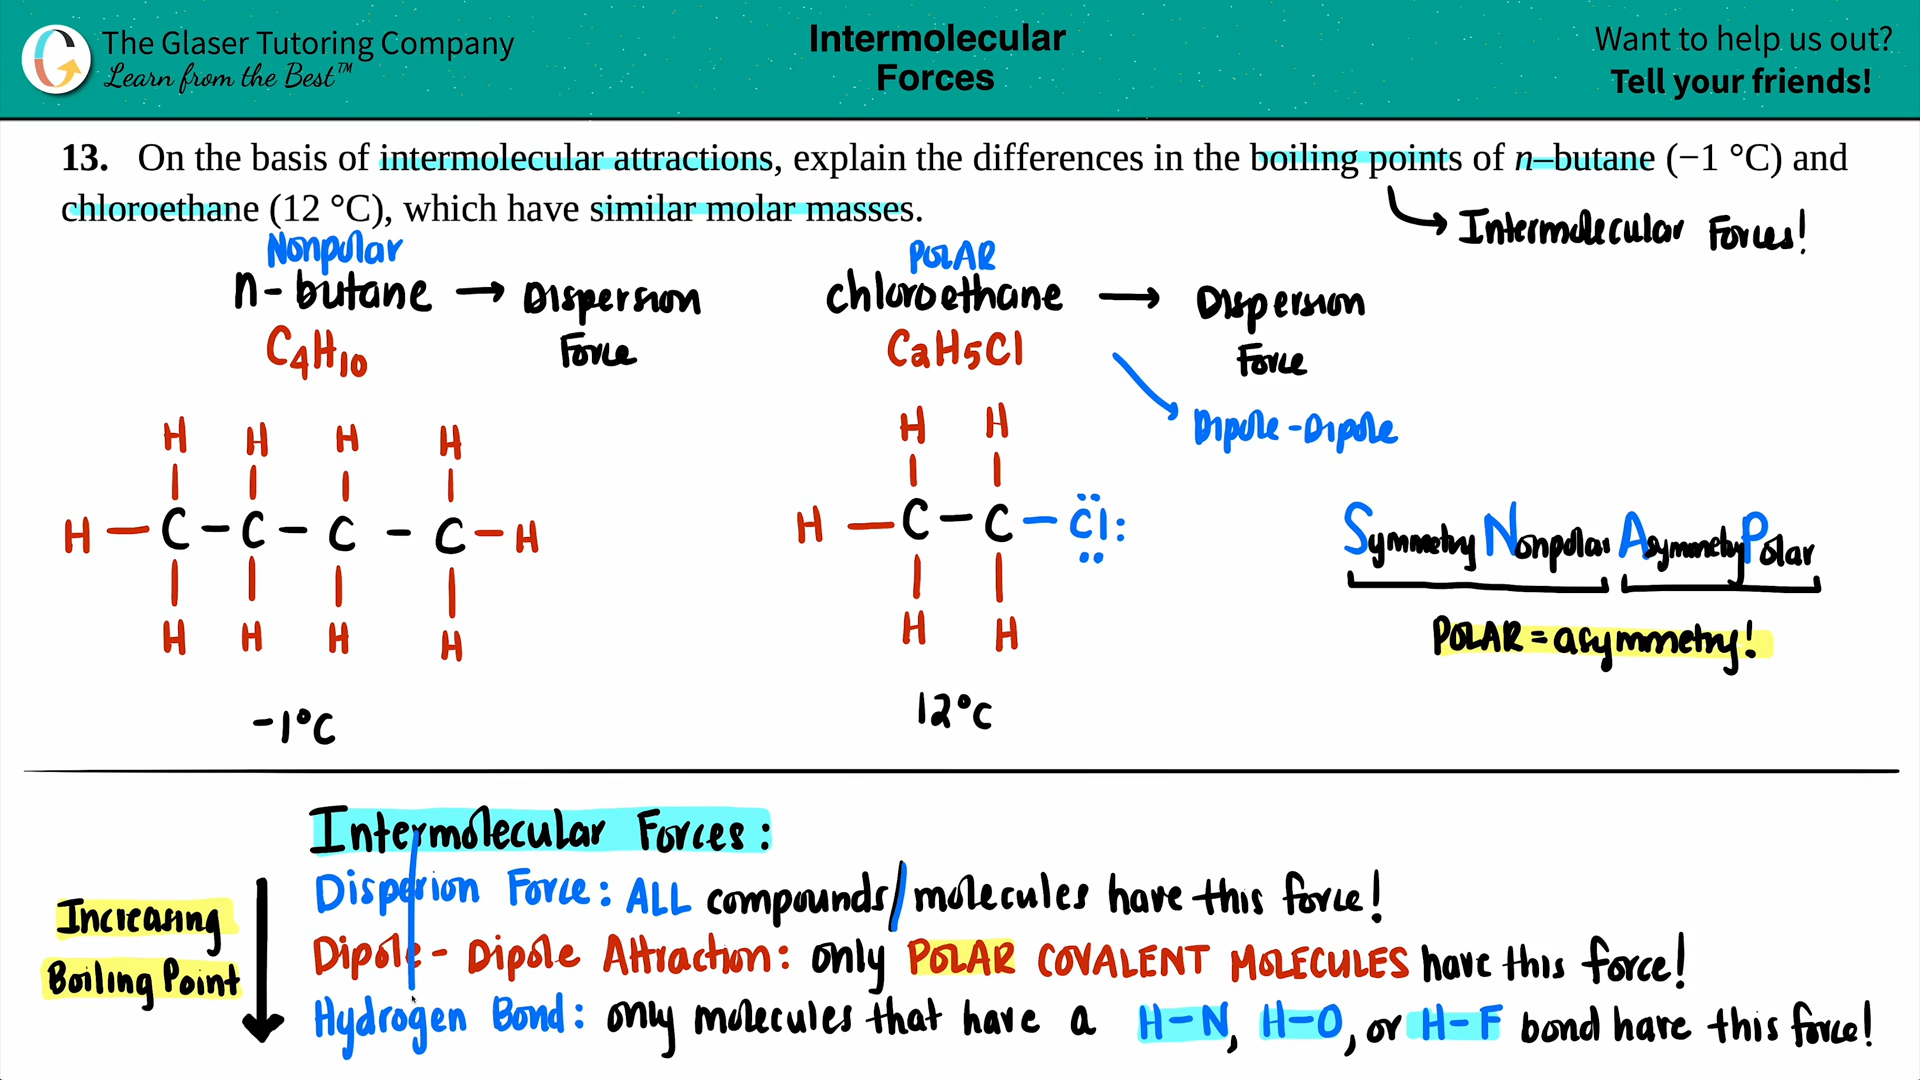 The Glaser Tutoring Company
Learn from the Best™
Intermolecular
Forces
Want to help us out?
Tell your friends!
13. On the basis of intermolecular attractions, explain the differences in the boiling points of n–butane (−1 °C) and
chloroethane (12 °C), which have similar molar masses.
Intermolecular Forces!
Nonpolar
n-butane → Dispersion
Force
C4H10
POLAR
chloroethane → Dispersion
Force
C2H5Cl
Dipole-Dipole
H H H H
H – C – C – C – C – H
H H H H
-1°C
H H
H – C – C – Cl:
H H
12°C
Symmetry Nonpolar Asymmetry Polar
POLAR = asymmetry!
Intermolecular Forces:
Disperion Force: ALL compounds/molecules have this force!
Dipole-Dipole Attraction: only POLAR COVALENT MOLECULES have this force!
Hydrogen Bond: only molecules that have a H-N, H-O, or H-F bond have this force!
Increasing
Boiling Point